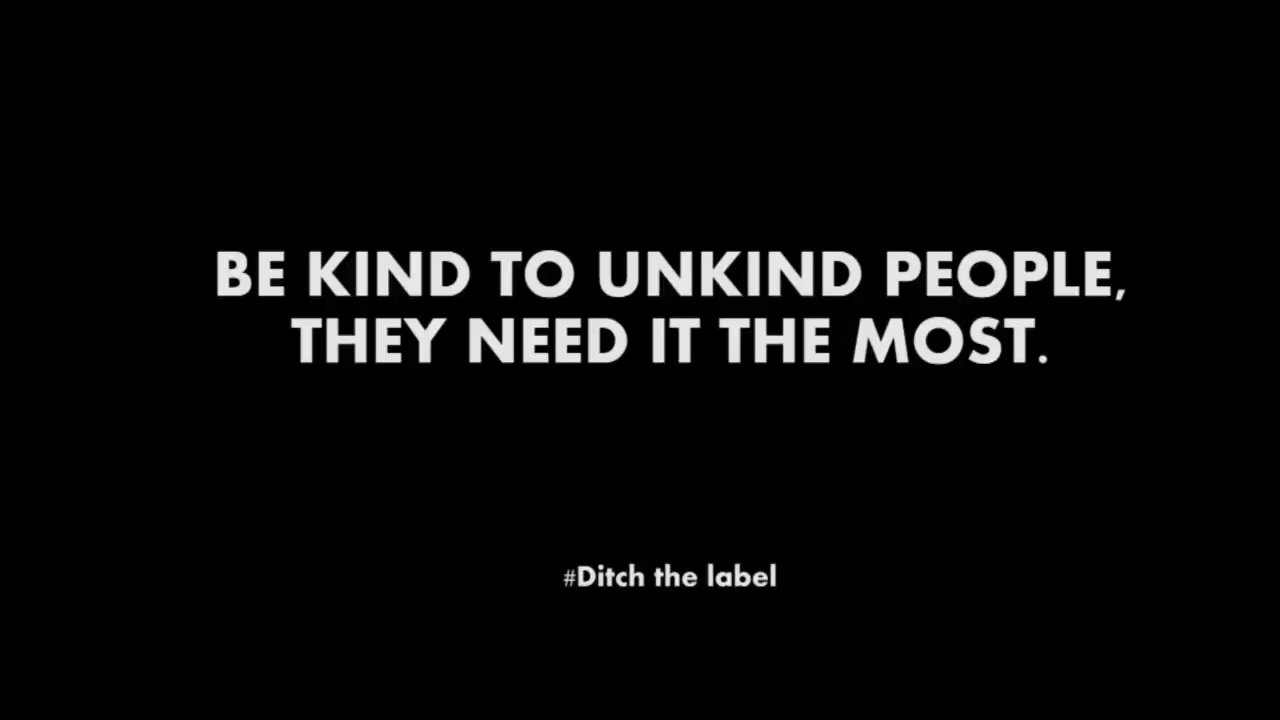 BE KIND TO UNKIND PEOPLE,
THEY NEED IT THE MOST.
#Ditch the label